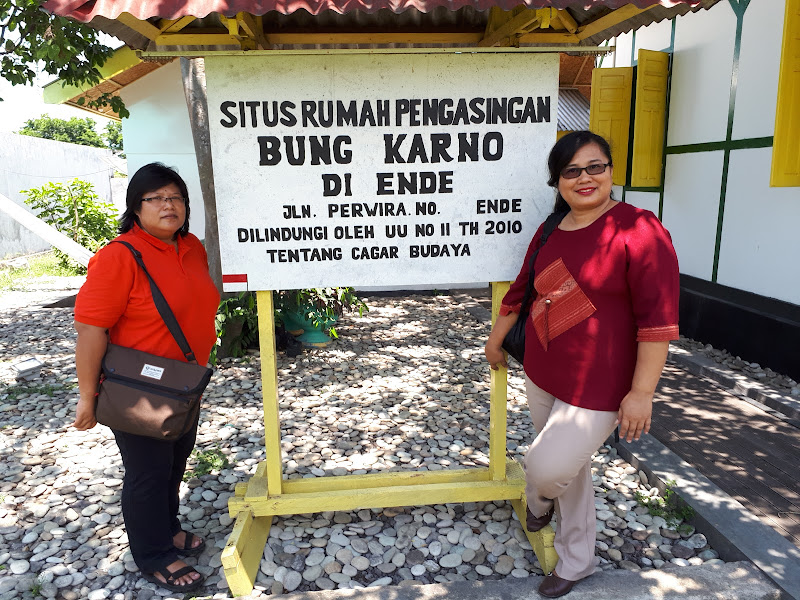 SITUS RUMAH PENGASINGAN
BUNG KARNO
DI ENDE
JLN. PERWIRA. NO. ENDE
DILINDUNGI OLEH UU NO 11 TH 2010
TENTANG CAGAR BUDAYA